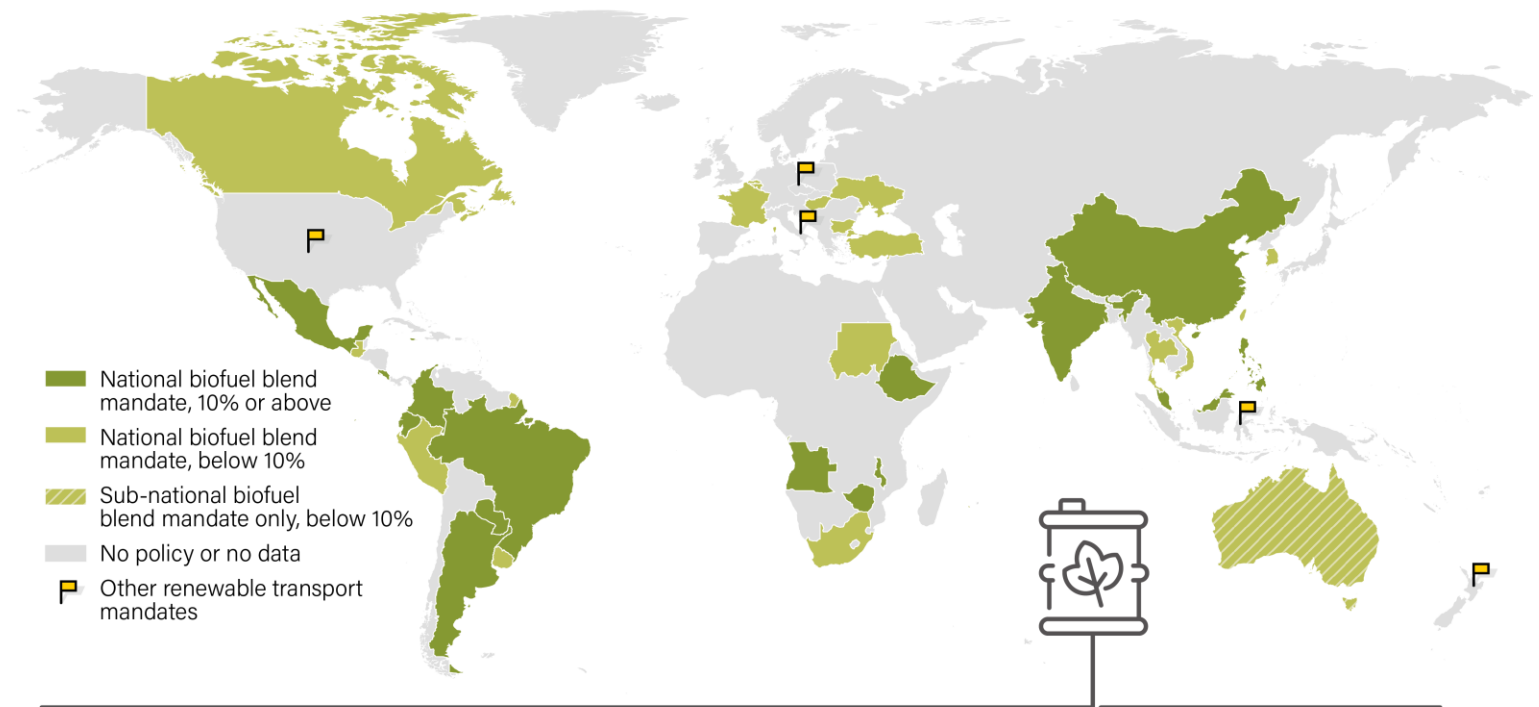 National biofuel blend
mandate, 10% or above
National biofuel blend
mandate, below 10%
Sub-national biofuel
blend mandate only, below 10%
No policy or no data
Other renewable transport
mandates